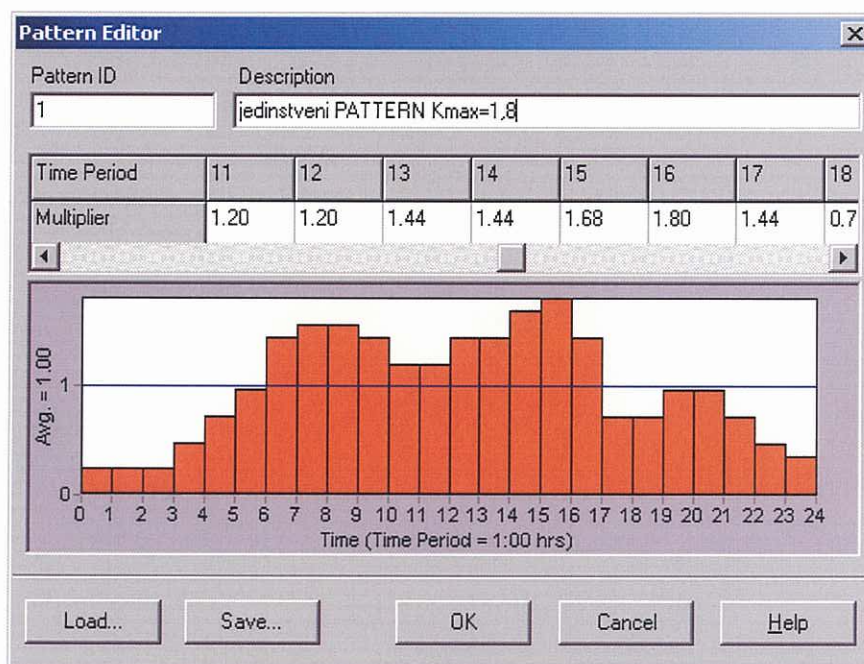 Pattern Editor
Pattern ID Description
1 jedinstveni PATTERN Kmax=1,8
Time Period 11 12 13 14 15 16 17 18
Multiplier 1.20 1.20 1.44 1.44 1.68 1.80 1.44 0.7
Avg. = 1.00
1
0
0 1 2 3 4 5 6 7 8 9 10 11 12 13 14 15 16 17 18 19 20 21 22 23 24
Time (Time Period = 1:00 hrs)
Load... Save... OK Cancel Help